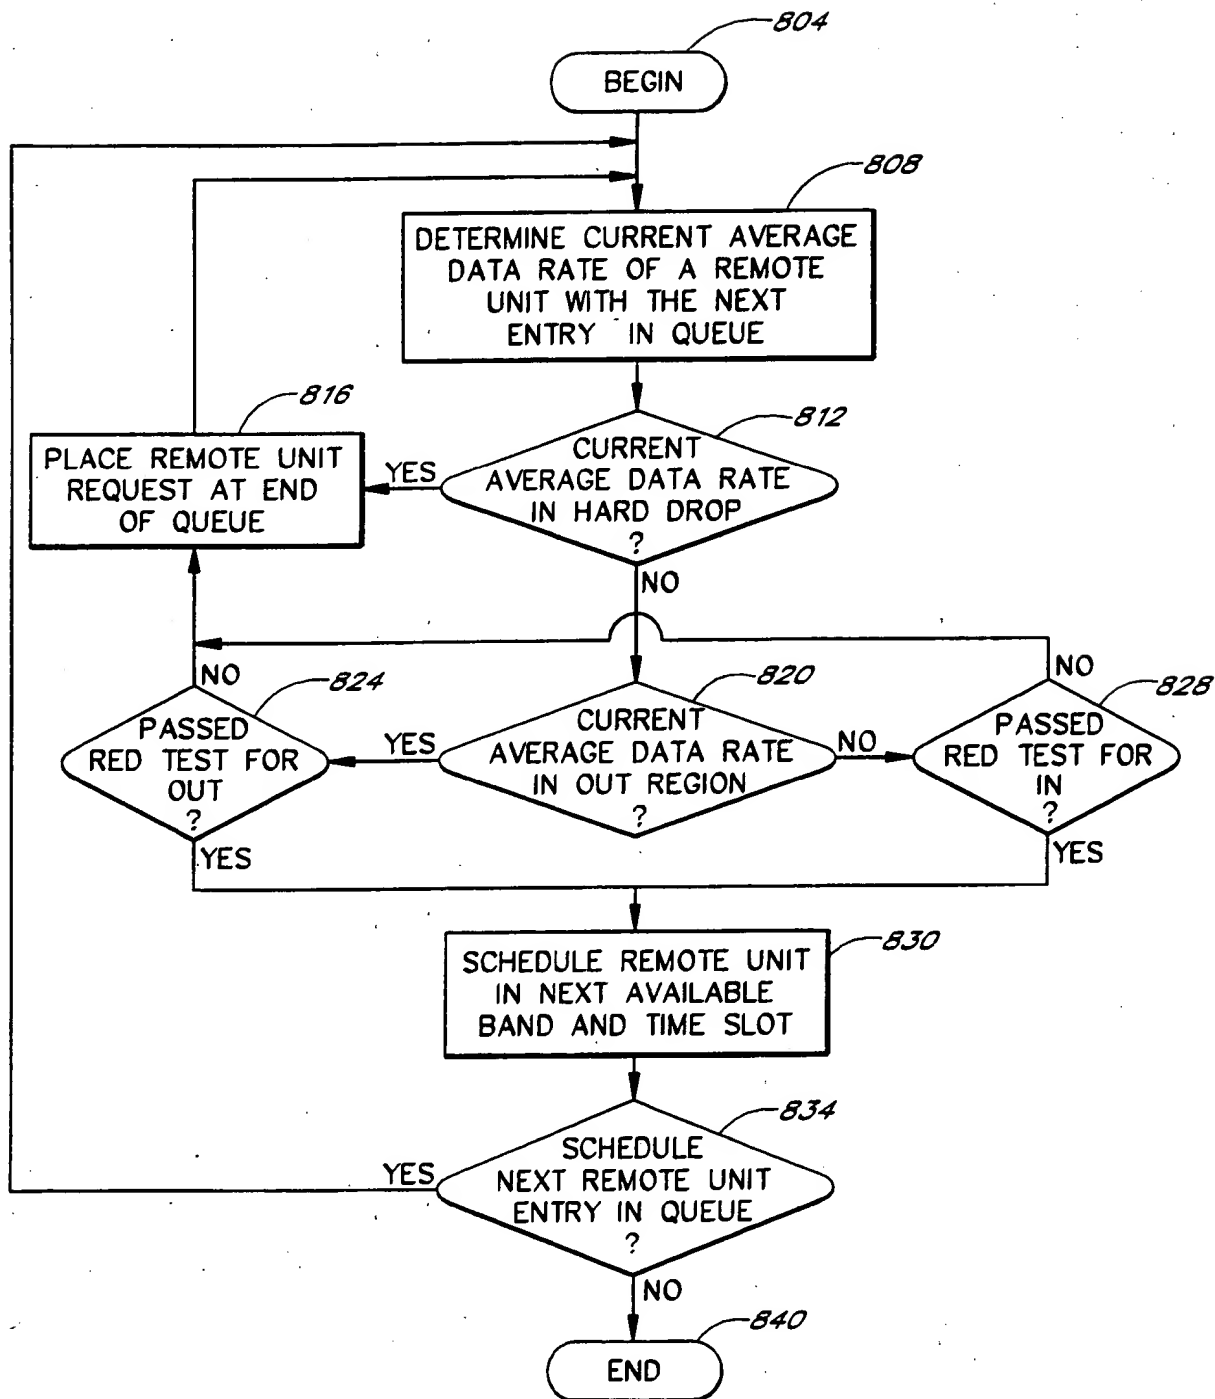 804
BEGIN
808
DETERMINE CURRENT AVERAGE
DATA RATE OF A REMOTE
UNIT WITH THE NEXT
ENTRY IN QUEUE
816
PLACE REMOTE UNIT
REQUEST AT END
OF QUEUE
812
YES
CURRENT
AVERAGE DATA RATE
IN HARD DROP
?
NO
NO
824
PASSED
RED TEST FOR
OUT
?
YES
YES
820
CURRENT
AVERAGE DATA RATE
IN OUT REGION
?
NO
NO
828
PASSED
RED TEST FOR
IN
?
YES
830
SCHEDULE REMOTE UNIT
IN NEXT AVAILABLE
BAND AND TIME SLOT
834
YES
SCHEDULE
NEXT REMOTE UNIT
ENTRY IN QUEUE
?
NO
840
END